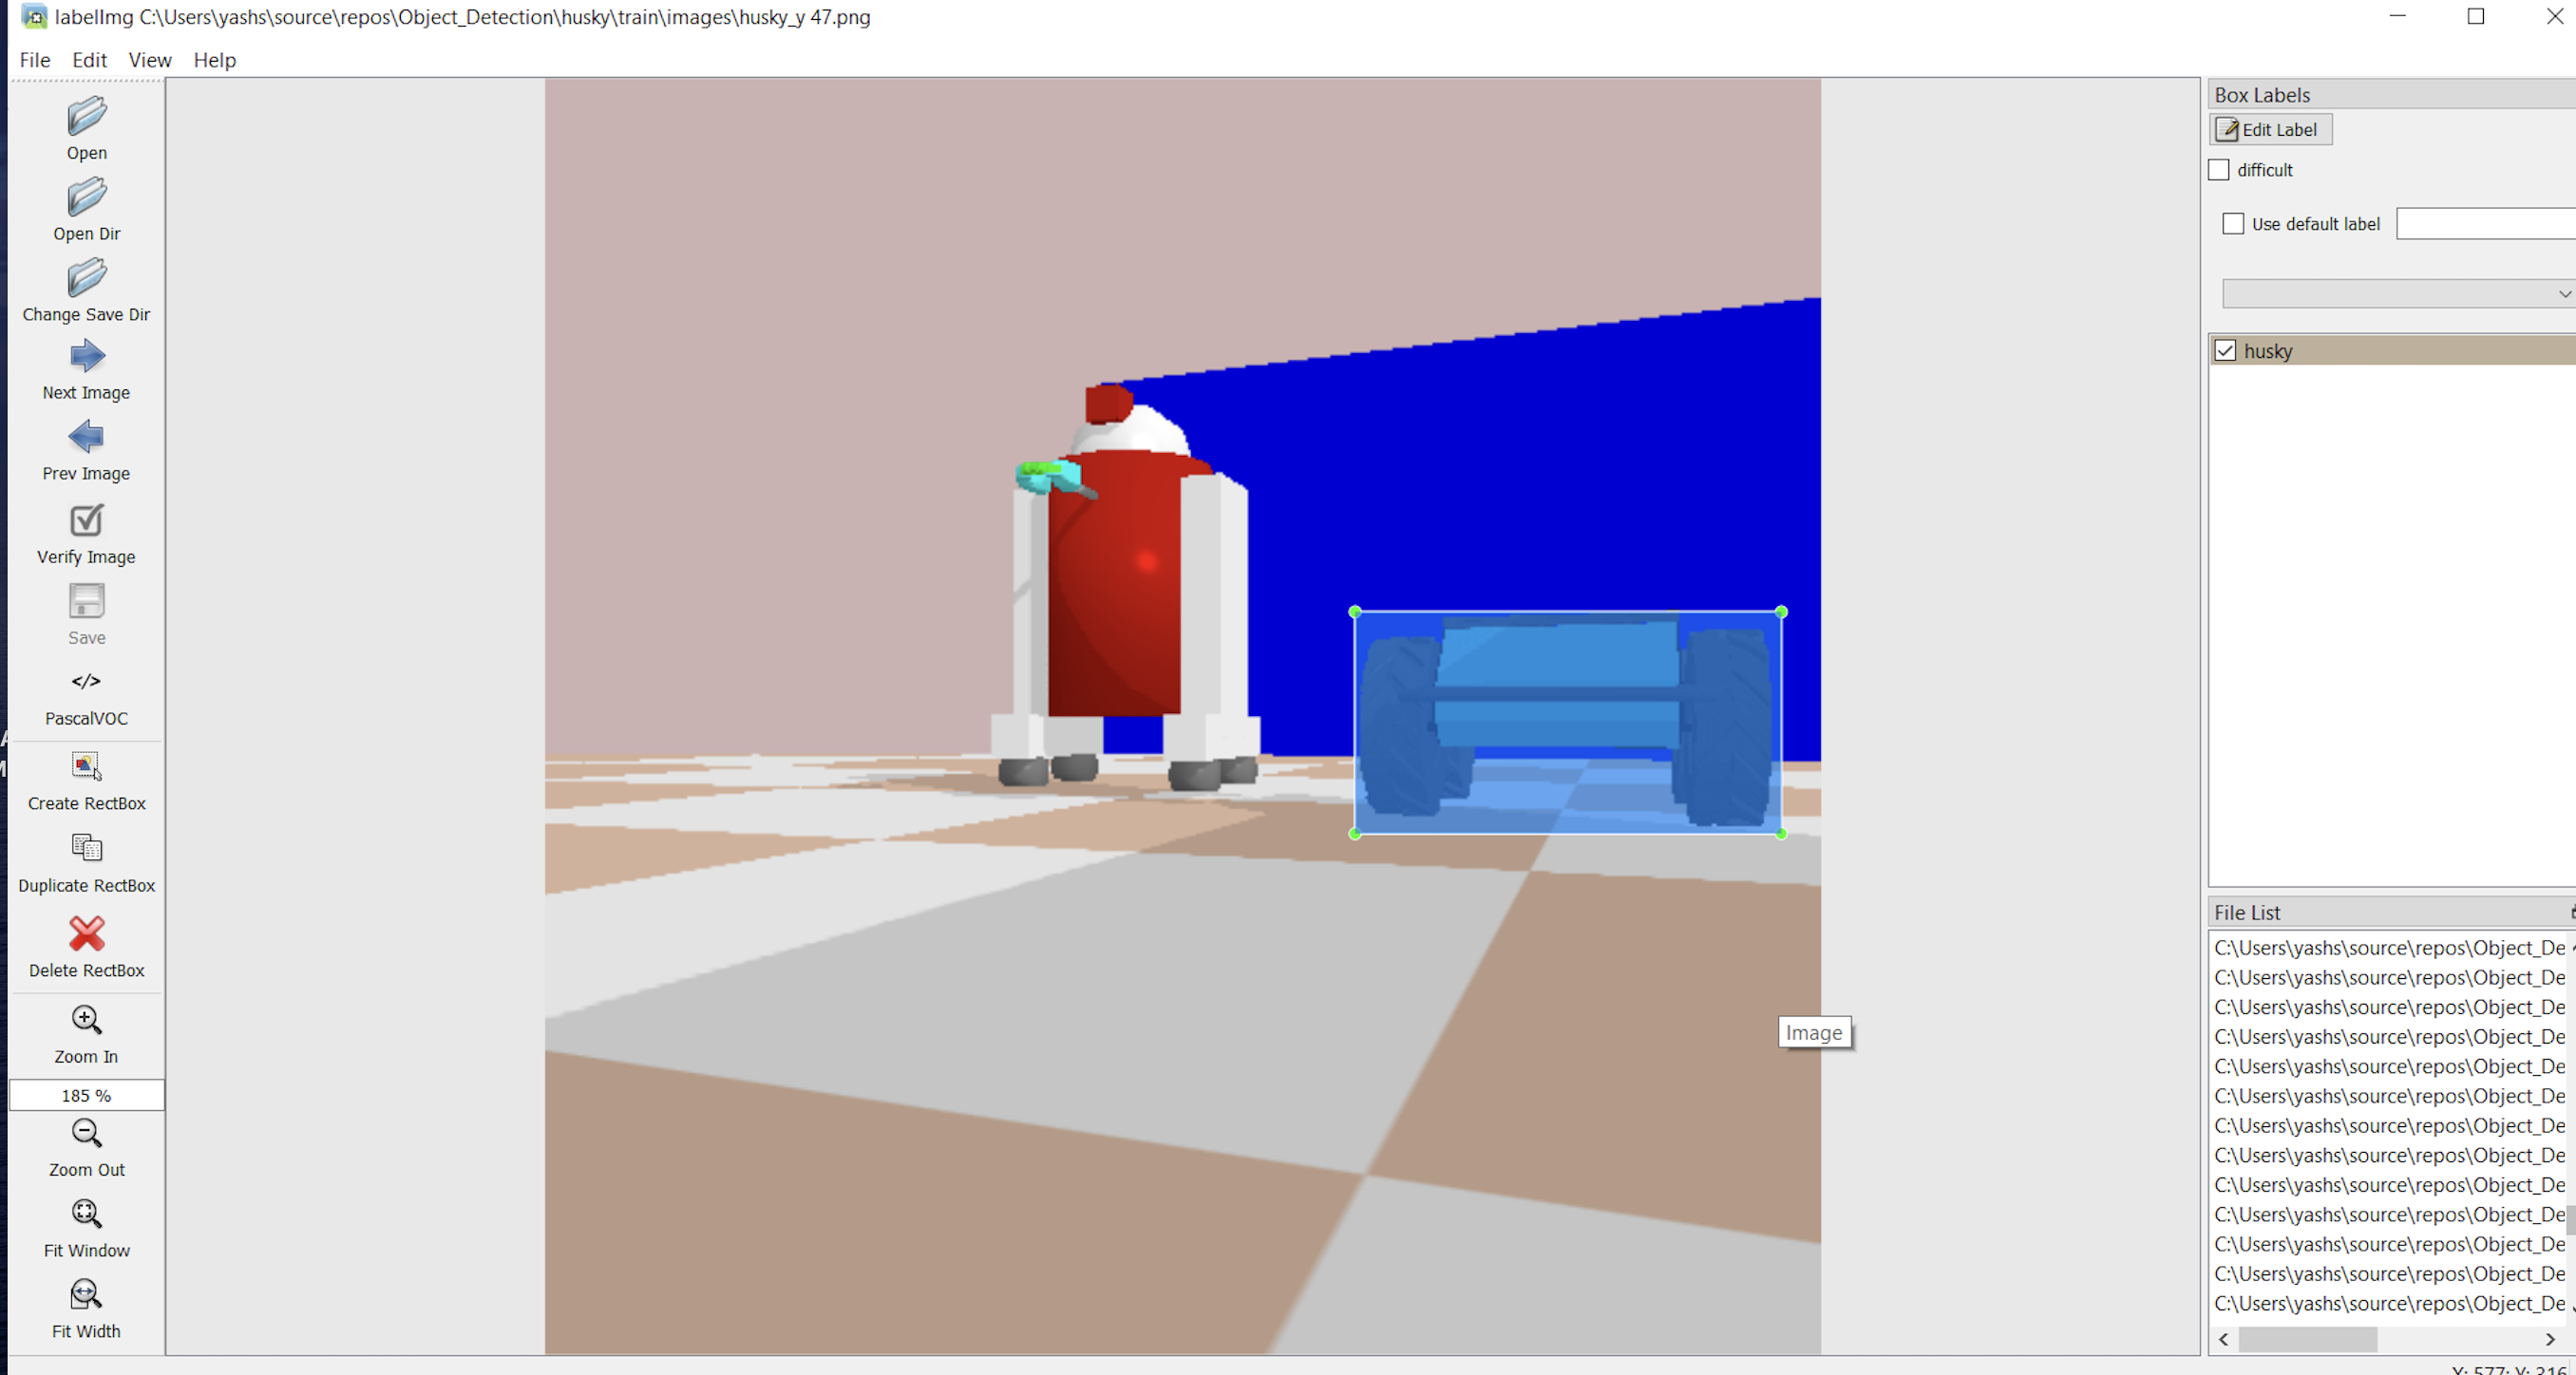 labelImg C:\Users\yashs\source\repos\Object_Detection\husky\train\images\husky_y 47.png
File Edit View Help
Open
Open Dir
Change Save Dir
Next Image
Prev Image
Verify Image
Save
</>
PascalVOC
Create RectBox
Duplicate RectBox
Delete RectBox
Zoom In
185 %
Zoom Out
Fit Window
Fit Width
Image
Box Labels
Edit Label
difficult
Use default label
husky
File List
C:\Users\yashs\source\repos\Object_De
C:\Users\yashs\source\repos\Object_De
C:\Users\yashs\source\repos\Object_De
C:\Users\yashs\source\repos\Object_De
C:\Users\yashs\source\repos\Object_De
C:\Users\yashs\source\repos\Object_De
C:\Users\yashs\source\repos\Object_De
C:\Users\yashs\source\repos\Object_De
C:\Users\yashs\source\repos\Object_De
C:\Users\yashs\source\repos\Object_De
C:\Users\yashs\source\repos\Object_De
C:\Users\yashs\source\repos\Object_De
C:\Users\yashs\source\repos\Object_De
X: 577; Y: 316